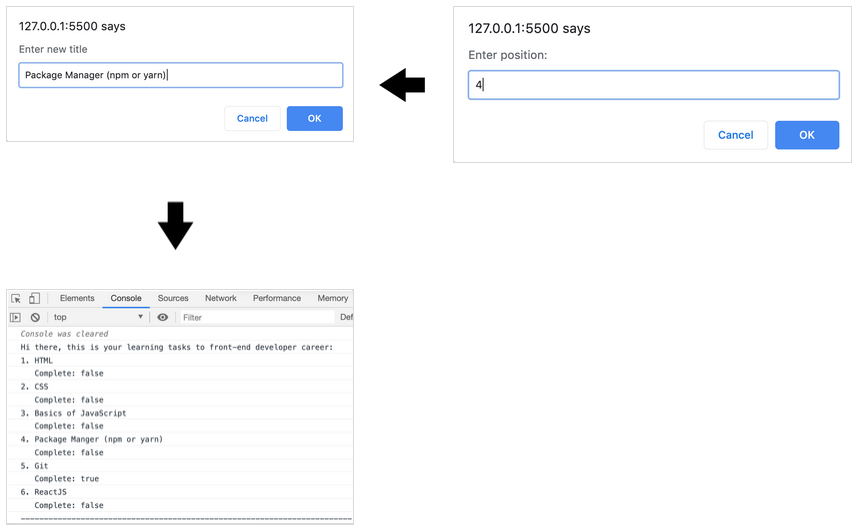 127.0.0.1:5500 says
Enter new title
Package Manager (npm or yarn)
Cancel
OK
127.0.0.1:5500 says
Enter position:
4
Cancel
OK
Elements Console Sources Network Performance Memory
top Filter Def
Console was cleared
Hi there, this is your learning tasks to front-end developer career:
1. HTML
Complete: false
2. CSS
Complete: false
3. Basics of JavaScript
Complete: false
4. Package Manger (npm or yarn)
Complete: false
5. Git
Complete: true
6. ReactJS
Complete: false